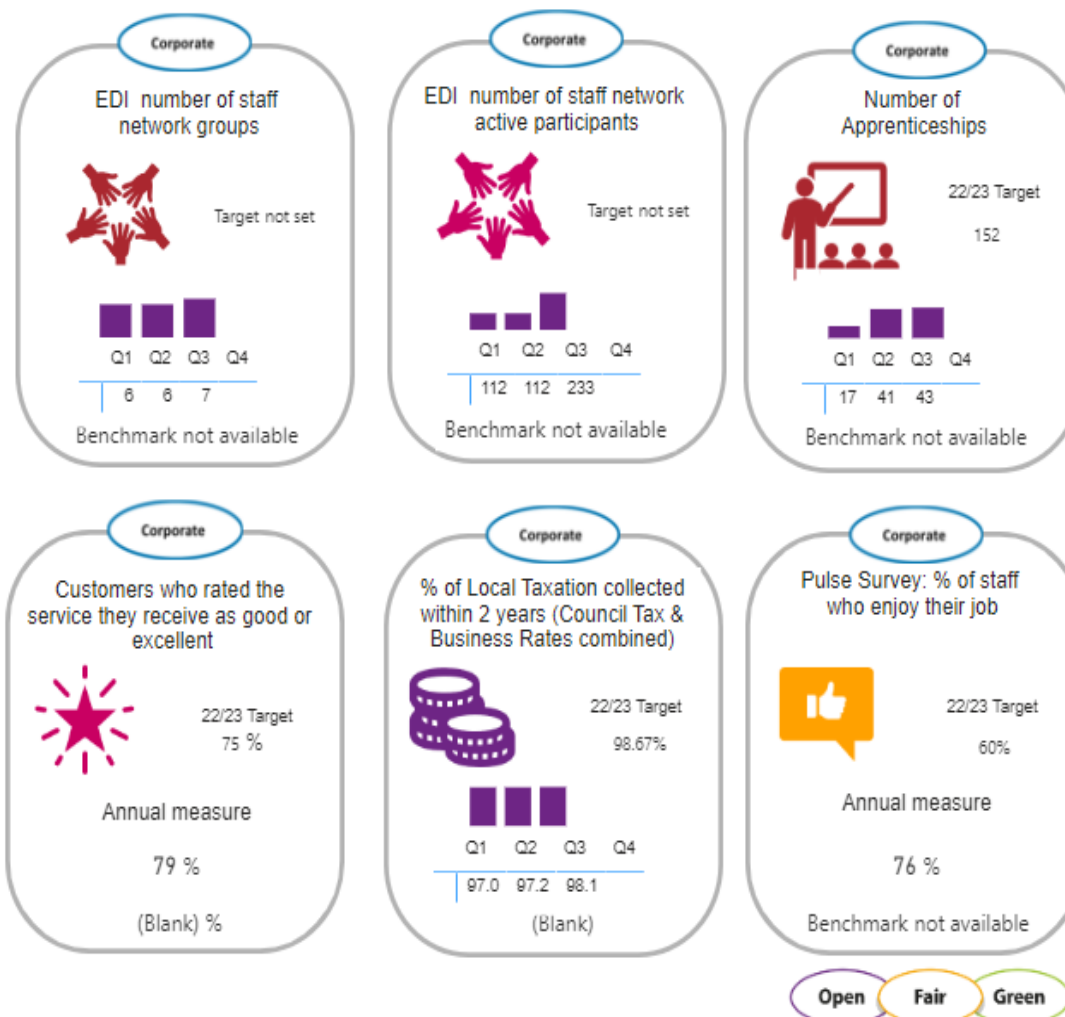 Corporate
EDI number of staff
network groups
Target not set
Q1 Q2 Q3 Q4
6 6 7
Benchmark not available
Corporate
EDI number of staff network
active participants
Target not set
Q1 Q2 Q3 Q4
112 112 233
Benchmark not available
Corporate
Number of
Apprenticeships
22/23 Target
152
Q1 Q2 Q3 Q4
17 41 43
Benchmark not available
Corporate
Customers who rated the
service they receive as good or
excellent
22/23 Target
75 %
Annual measure
79 %
(Blank) %
Corporate
% of Local Taxation collected
within 2 years (Council Tax &
Business Rates combined)
22/23 Target
98.67%
Q1 Q2 Q3 Q4
97.0 97.2 98.1
(Blank)
Corporate
Pulse Survey: % of staff
who enjoy their job
22/23 Target
60%
Annual measure
76 %
Benchmark not available
Open Fair Green